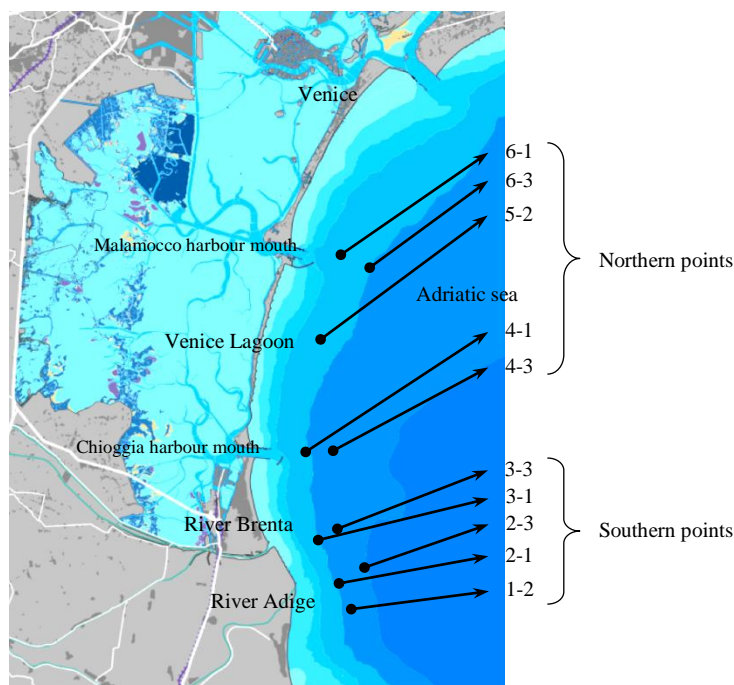 Venice
6-1
6-3
5-2
Malamocco harbour mouth
Northern points
Adriatic sea
4-1
Venice Lagoon
4-3
Chioggia harbour mouth
3-3
3-1
River Brenta
2-3
Southern points
2-1
1-2
River Adige